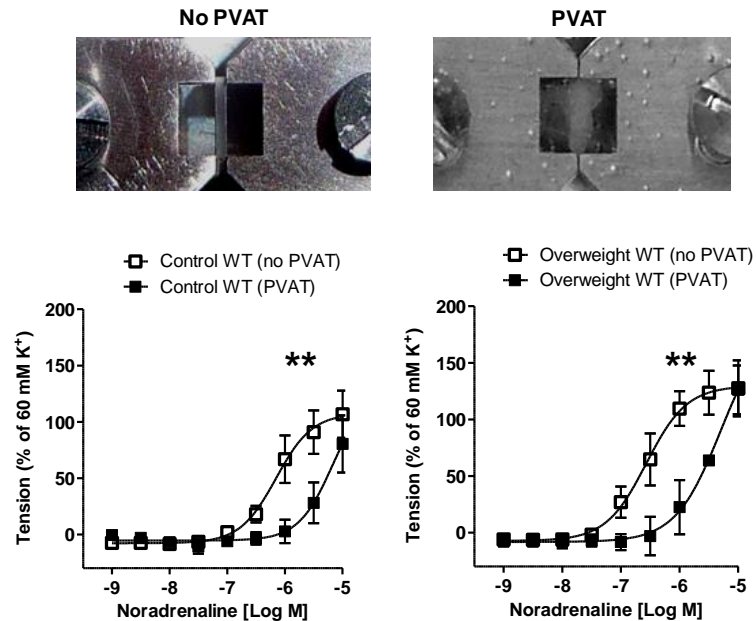 No PVAT
PVAT
Control WT (no PVAT)
Control WT (PVAT)
200
150
100
50
0
Tension (% of 60 mM K⁺)
**
-9
-8
-7
-6
-5
Noradrenaline [Log M]
Overweight WT (no PVAT)
Overweight WT (PVAT)
200
150
100
50
0
Tension (% of 60 mM K⁺)
**
-9
-8
-7
-6
-5
Noradrenaline [Log M]